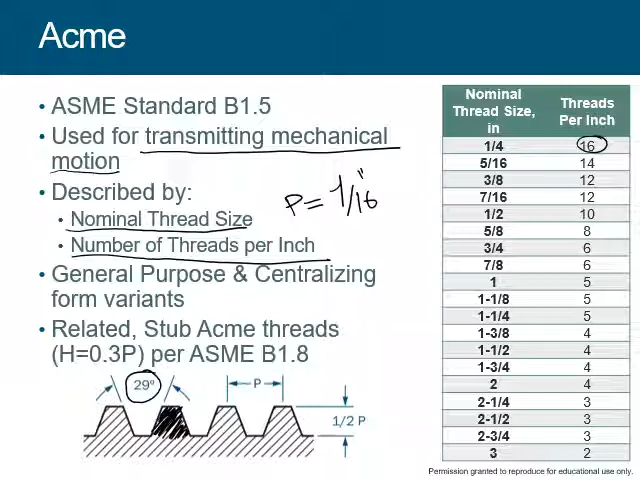 Acme
• ASME Standard B1.5
• Used for transmitting mechanical
motion
• Described by:
• Nominal Thread Size
• Number of Threads per Inch
P = 1/16"
• General Purpose & Centralizing
form variants
• Related, Stub Acme threads
(H=0.3P) per ASME B1.8
29°
P
1/2 P
Nominal Thread Size, in Threads Per Inch
1/4 16
5/16 14
3/8 12
7/16 12
1/2 10
5/8 8
3/4 6
7/8 6
1 5
1-1/8 5
1-1/4 5
1-3/8 4
1-1/2 4
1-3/4 4
2 4
2-1/4 3
2-1/2 3
2-3/4 3
3 2
Permission granted to reproduce for educational use only.